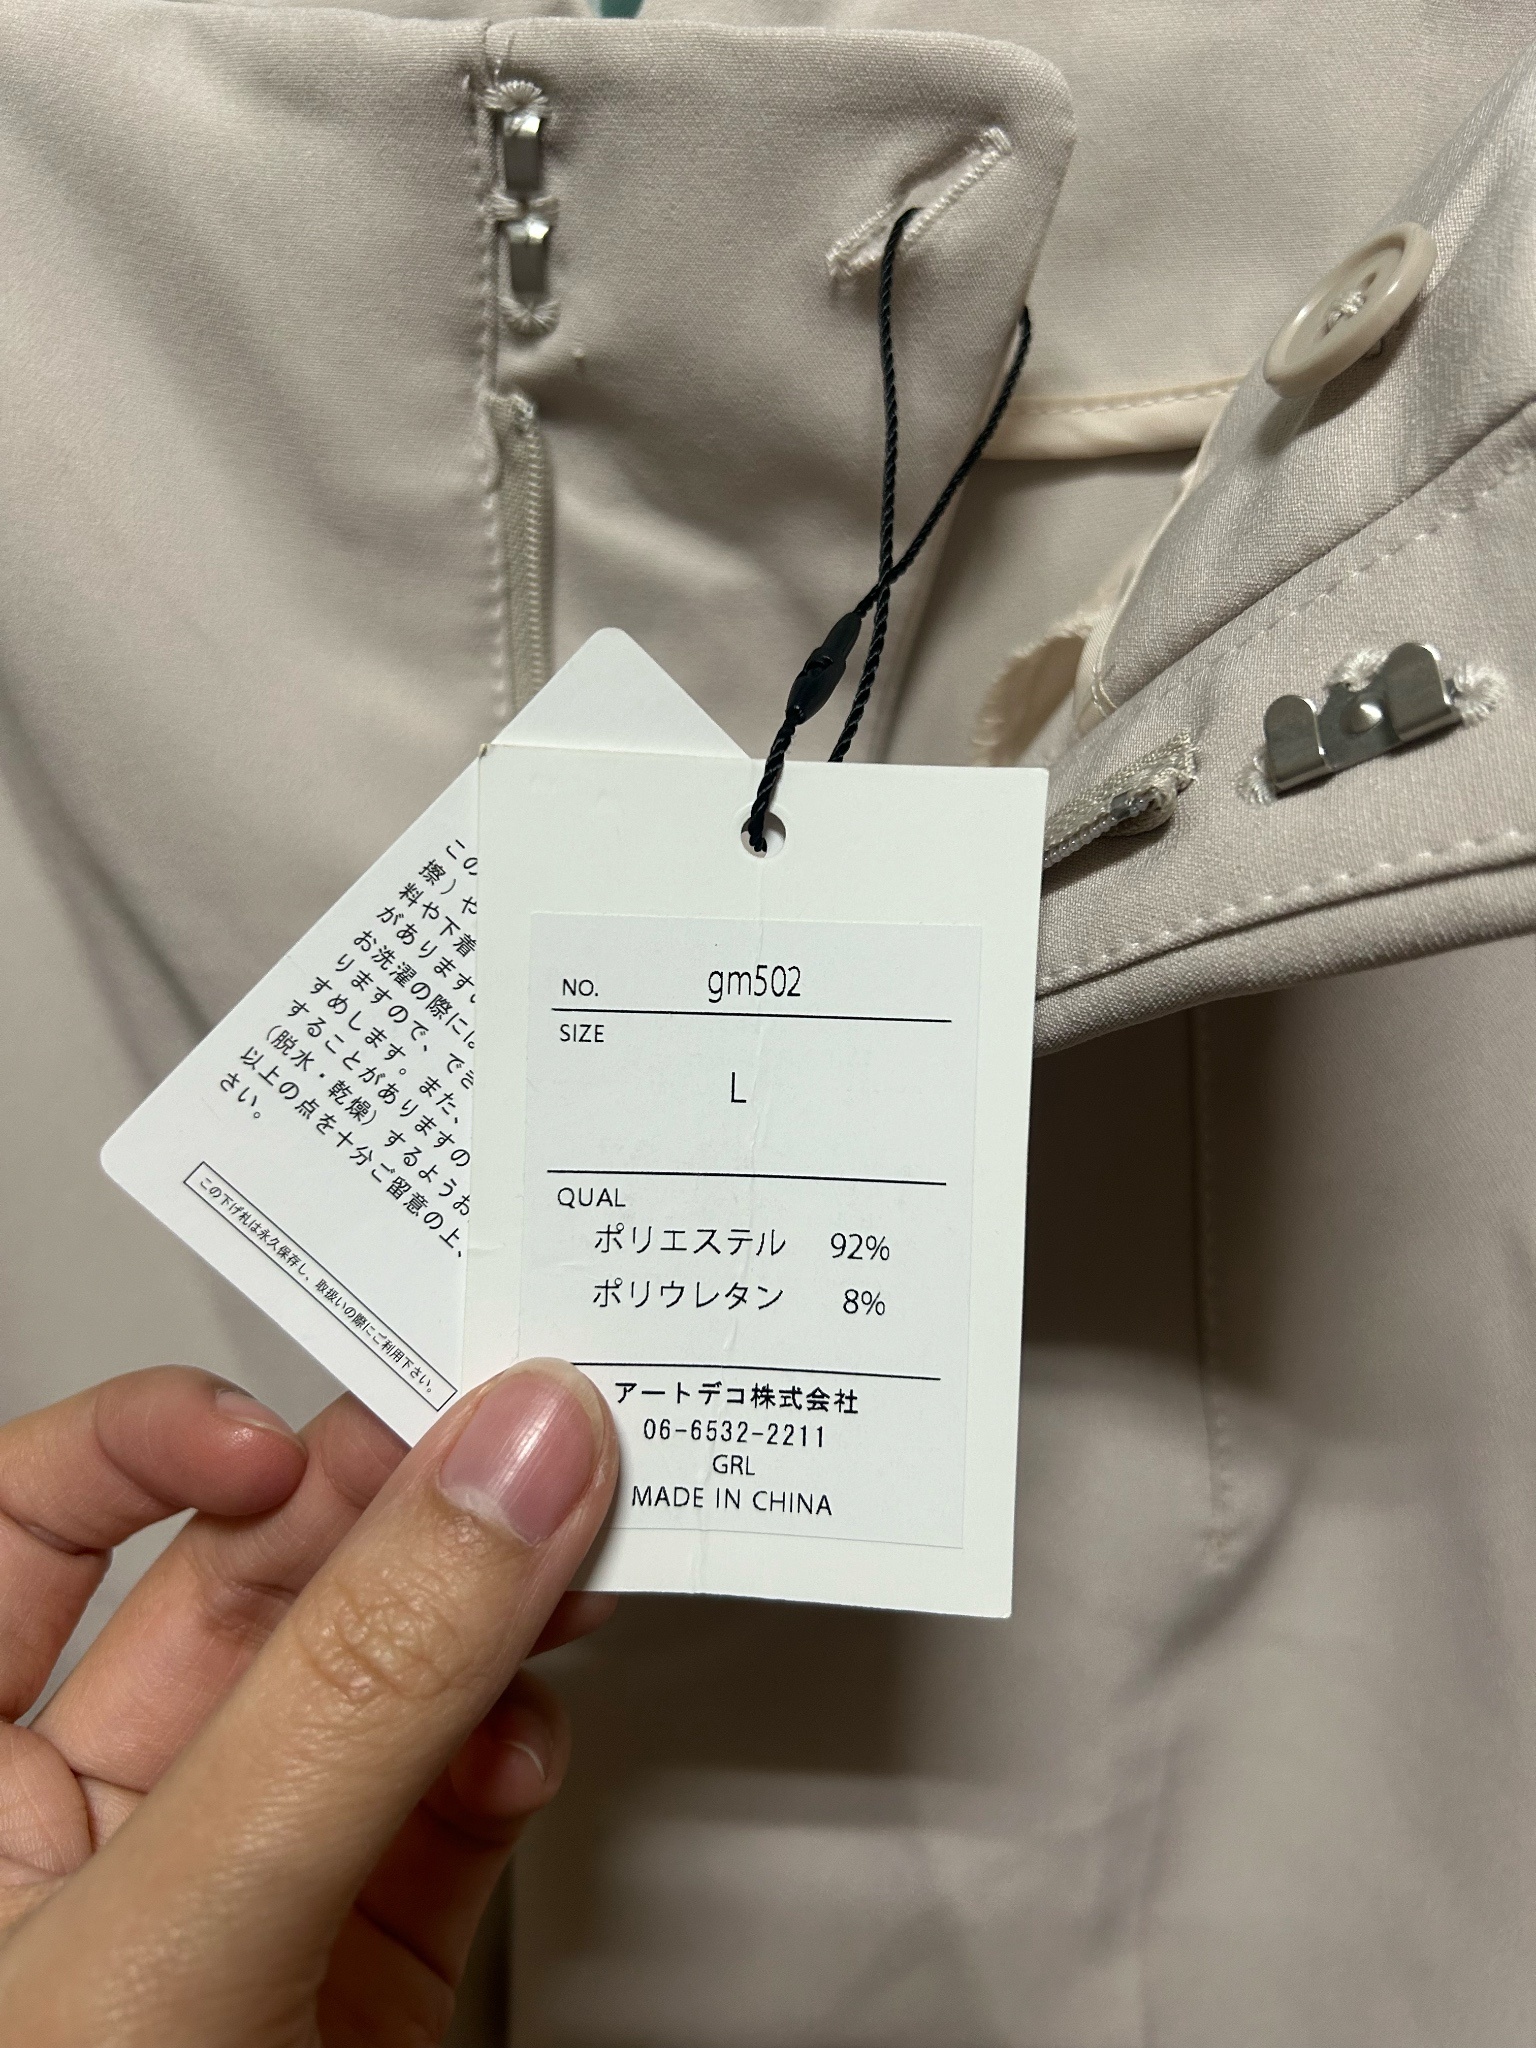 この
擦）や
料や下着
があります
お洗濯の際には
りますので、でき
すめします。また、
することがありますの
（脱水・乾燥）するようお
以上の点を十分ご留意の上、
さい。
この下げ札は永久保存し、取扱いの際にご利用下さい。
NO. gm502
SIZE
L
QUAL
ポリエステル 92%
ポリウレタン 8%
アートデコ株式会社
06-6532-2211
GRL
MADE IN CHINA